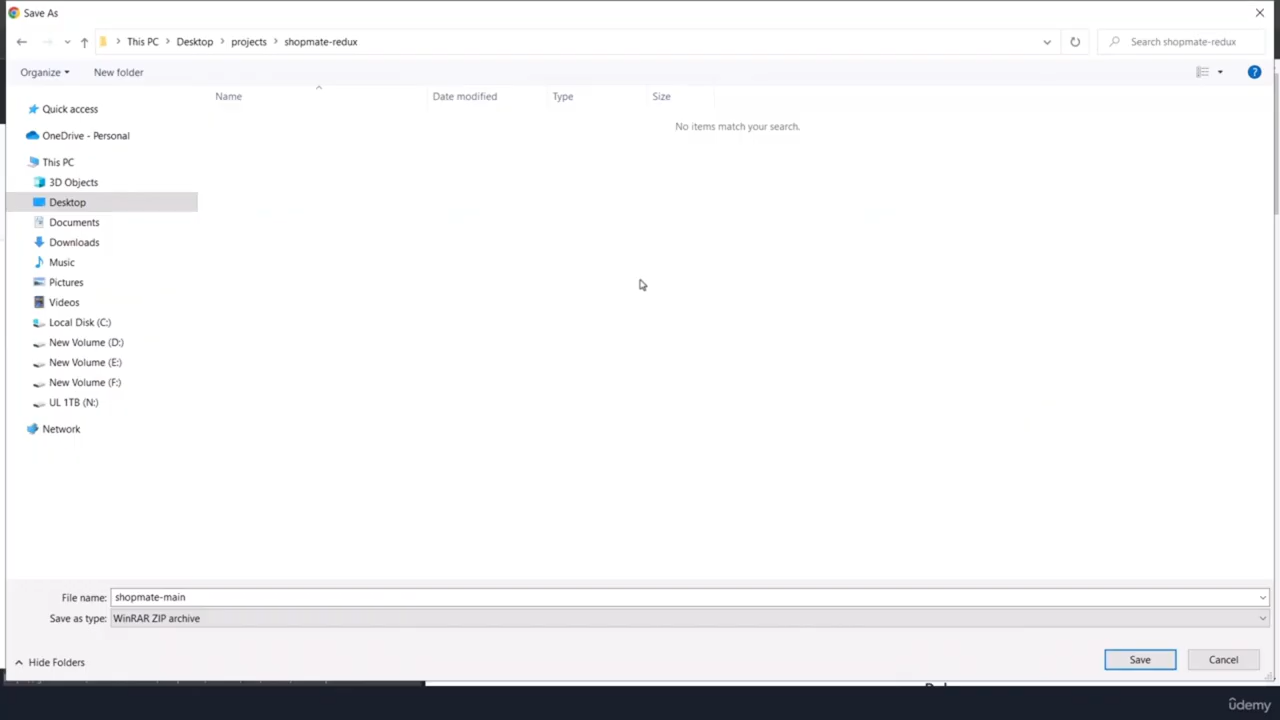 Save As
This PC > Desktop > projects > shopmate-redux
Search shopmate-redux
Organize
New folder
?
Name
Date modified
Type
Size
No items match your search.
Quick access
OneDrive - Personal
This PC
3D Objects
Desktop
Documents
Downloads
Music
Pictures
Videos
Local Disk (C:)
New Volume (D:)
New Volume (E:)
New Volume (F:)
UL 1TB (N:)
Network
File name: shopmate-main
Save as type: WinRAR ZIP archive
Hide Folders
Save
Cancel
ûdemy